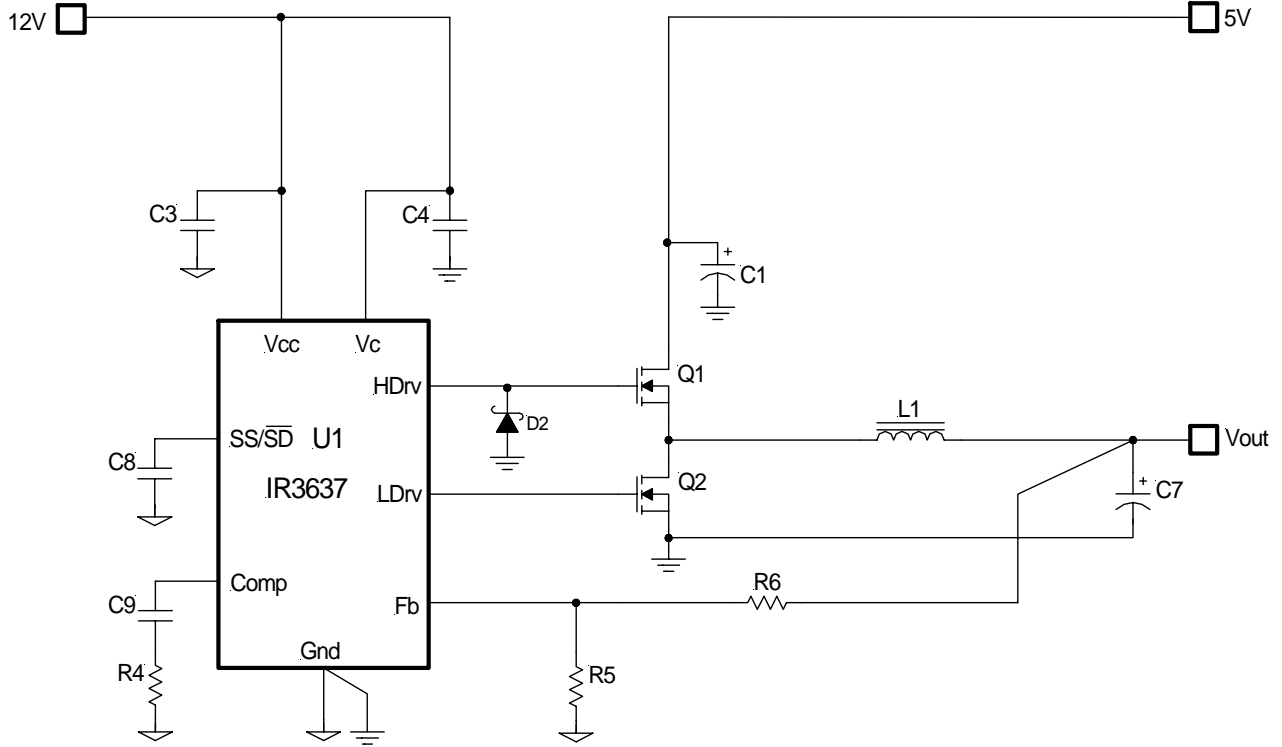 12V
5V
C3
C4
+
C1
Vcc
Vc
HDrv
Q1
D2
L1
SS/SD
U1
Vout
C8
IR3637
LDrv
Q2
+
C7
Comp
C9
Fb
R6
Gnd
R4
R5